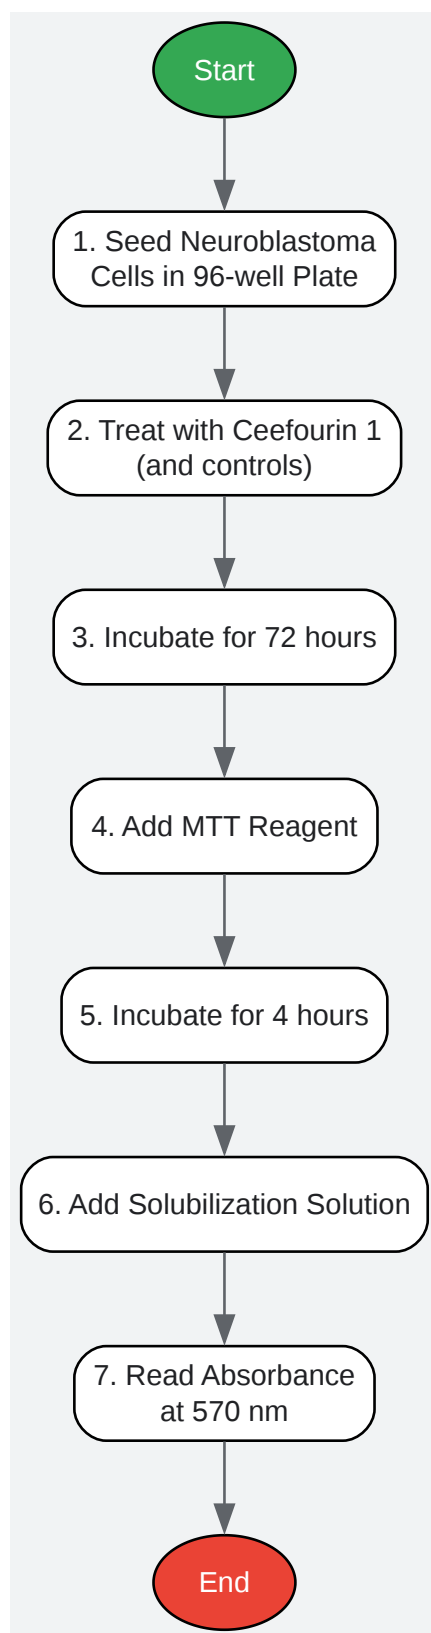 Start
1. Seed Neuroblastoma
Cells in 96-well Plate
2. Treat with Ceefourin 1
(and controls)
3. Incubate for 72 hours
4. Add MTT Reagent
5. Incubate for 4 hours
6. Add Solubilization Solution
7. Read Absorbance
at 570 nm
End